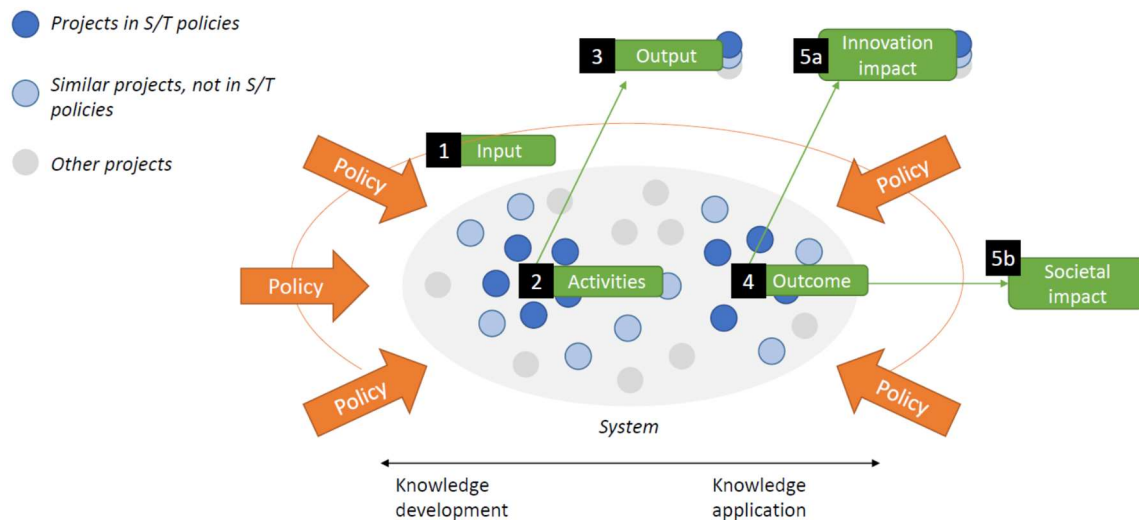 Projects in S/T policies
Similar projects, not in S/T
policies
Other projects
3 Output
5a Innovation
impact
1 Input
Policy
Policy
Policy
2 Activities
4 Outcome
5b Societal
impact
Policy
Policy
System
Knowledge
development
Knowledge
application